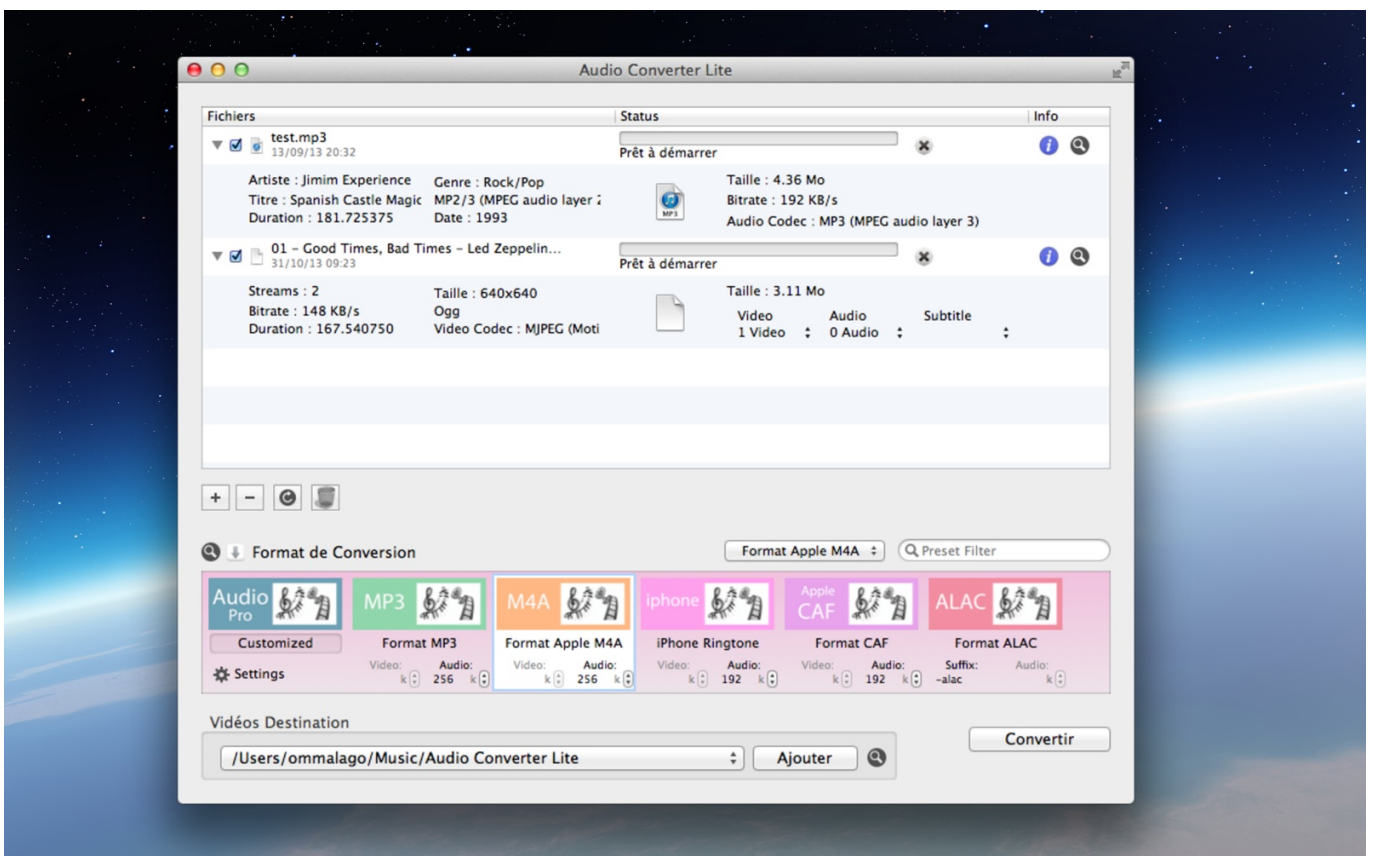 Audio Converter Lite
Fichiers Status Info
test.mp3
13/09/13 20:32
Prêt à démarrer
Artiste : Jimim Experience Genre : Rock/Pop Taille : 4.36 Mo
Titre : Spanish Castle Magic MP2/3 (MPEG audio layer 2 MP3 Bitrate : 192 KB/s
Duration : 181.725375 Date : 1993 Audio Codec : MP3 (MPEG audio layer 3)
01 – Good Times, Bad Times – Led Zeppelin...
31/10/13 09:23
Prêt à démarrer
Streams : 2 Taille : 640x640 Taille : 3.11 Mo
Bitrate : 148 KB/s Ogg Video Audio Subtitle
Duration : 167.540750 Video Codec : MJPEG (Moti 1 Video 0 Audio
Format de Conversion Format Apple M4A Preset Filter
Audio Pro MP3 M4A iphone Apple CAF ALAC
Customized Format MP3 Format Apple M4A iPhone Ringtone Format CAF Format ALAC
Video: Audio: Video: Audio: Video: Audio: Video: Audio: Suffix: Audio:
Settings k 256 k k 256 k k 192 k k 192 k -alac k
Vidéos Destination
/Users/ommalago/Music/Audio Converter Lite Ajouter Convertir